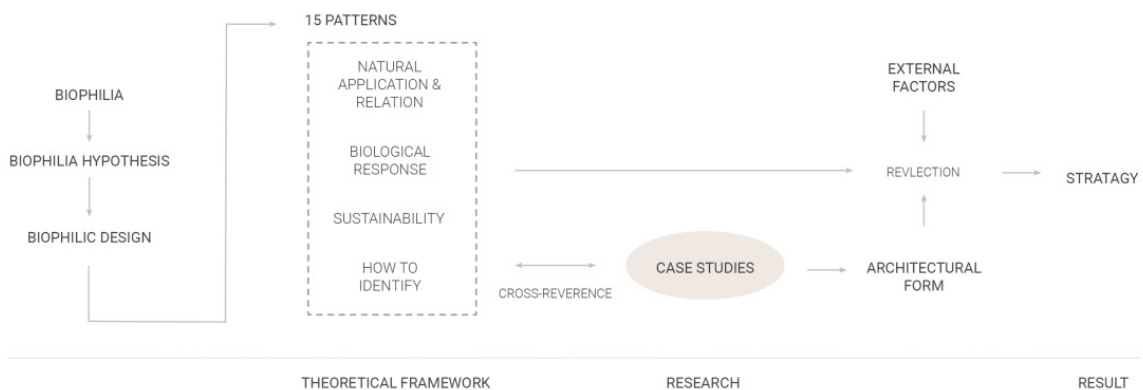 15 PATTERNS
BIOPHILIA
BIOPHILIA HYPOTHESIS
BIOPHILIC DESIGN
NATURAL
APPLICATION &
RELATION
BIOLOGICAL
RESPONSE
SUSTAINABILITY
HOW TO
IDENTIFY
CROSS-REVERENCE
CASE STUDIES
EXTERNAL
FACTORS
REVLECTION
ARCHITECTURAL
FORM
STRATAGY
THEORETICAL FRAMEWORK
RESEARCH
RESULT